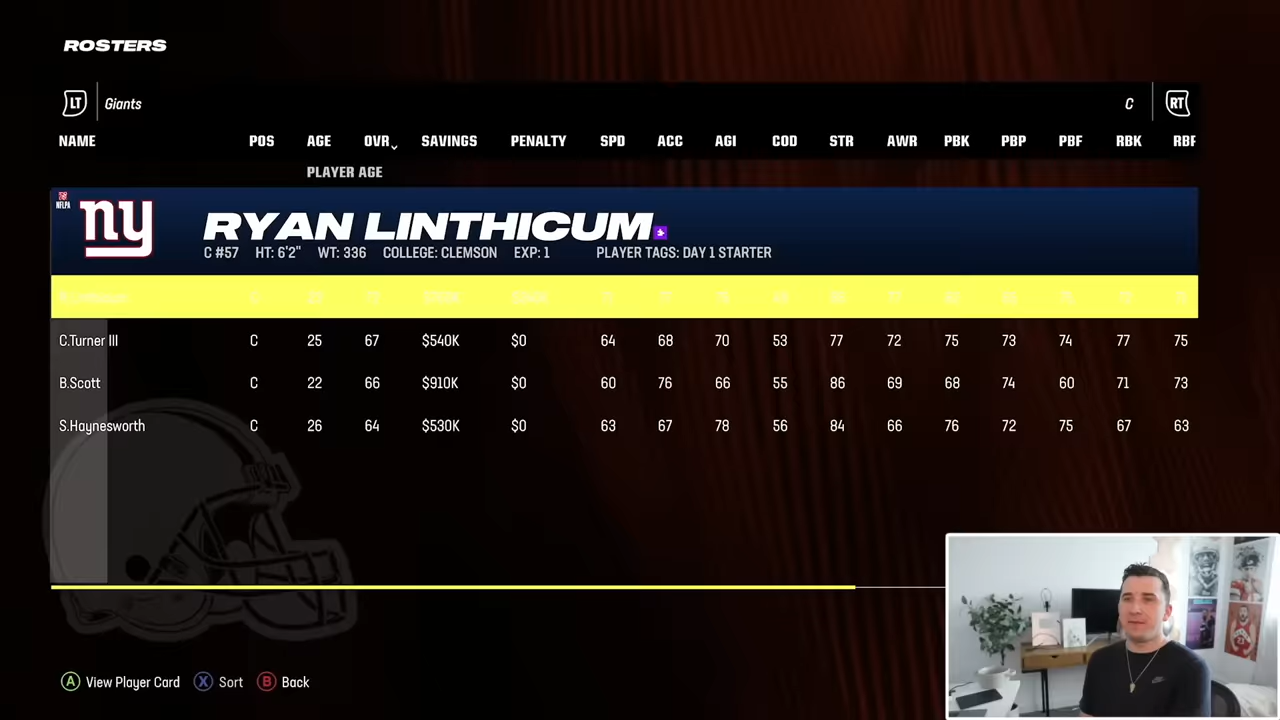 ROSTERS
LT Giants C RT
NAME POS AGE OVR SAVINGS PENALTY SPD ACC AGI COD STR AWR PBK PBP PBF RBK RBF
PLAYER AGE
NFLPA ny RYAN LINTHICUM
C #57 HT: 6'2" WT: 336 COLLEGE: CLEMSON EXP: 1 PLAYER TAGS: DAY 1 STARTER
C.Turner III C 25 67 $540K $0 64 68 70 53 77 72 75 73 74 77 75
B.Scott C 22 66 $910K $0 60 76 66 55 86 69 68 74 60 71 73
S.Haynesworth C 26 64 $530K $0 63 67 78 56 84 66 76 72 75 67 63
A View Player Card X Sort B Back